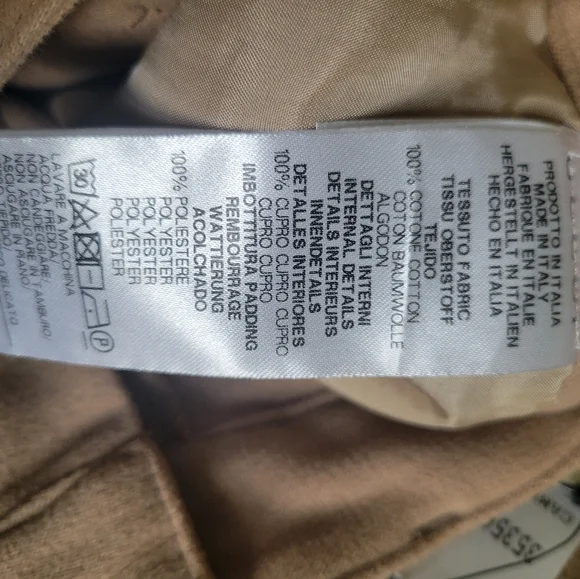 PRODOTTO IN ITALIA
MADE IN ITALY
FABRIQUE EN ITALIE
HERGESTELLT IN ITALIEN
HECHO EN ITALIA
TESSUTO FABRIC
TISSU OBERSTOFF
TEJIDO
100% COTONE COTTON
COTON BAUMWOLLE
ALGODON
DETTAGLI INTERNI
INTERNAL DETAILS
DETAILS INTERIEURS
INNENDETAILS
DETALLES INTERIORES
100% CUPRO CUPRO CUPRO
CUPRO CUPRO
IMBOTTITURA PADDING
REMBOURRAGE
WATTIERUNG
ACOLCHADO
100% POLIESTERE
POLYESTER
POLYESTER
POLYESTER
POLIESTER
30
P
LAVARE A MACCHINA
ACQUA FREDDA/
NON CANDEGGIARE/
NON ASCIUGARE IN TAMBURO/
ASCIUGARE IN PIANO/